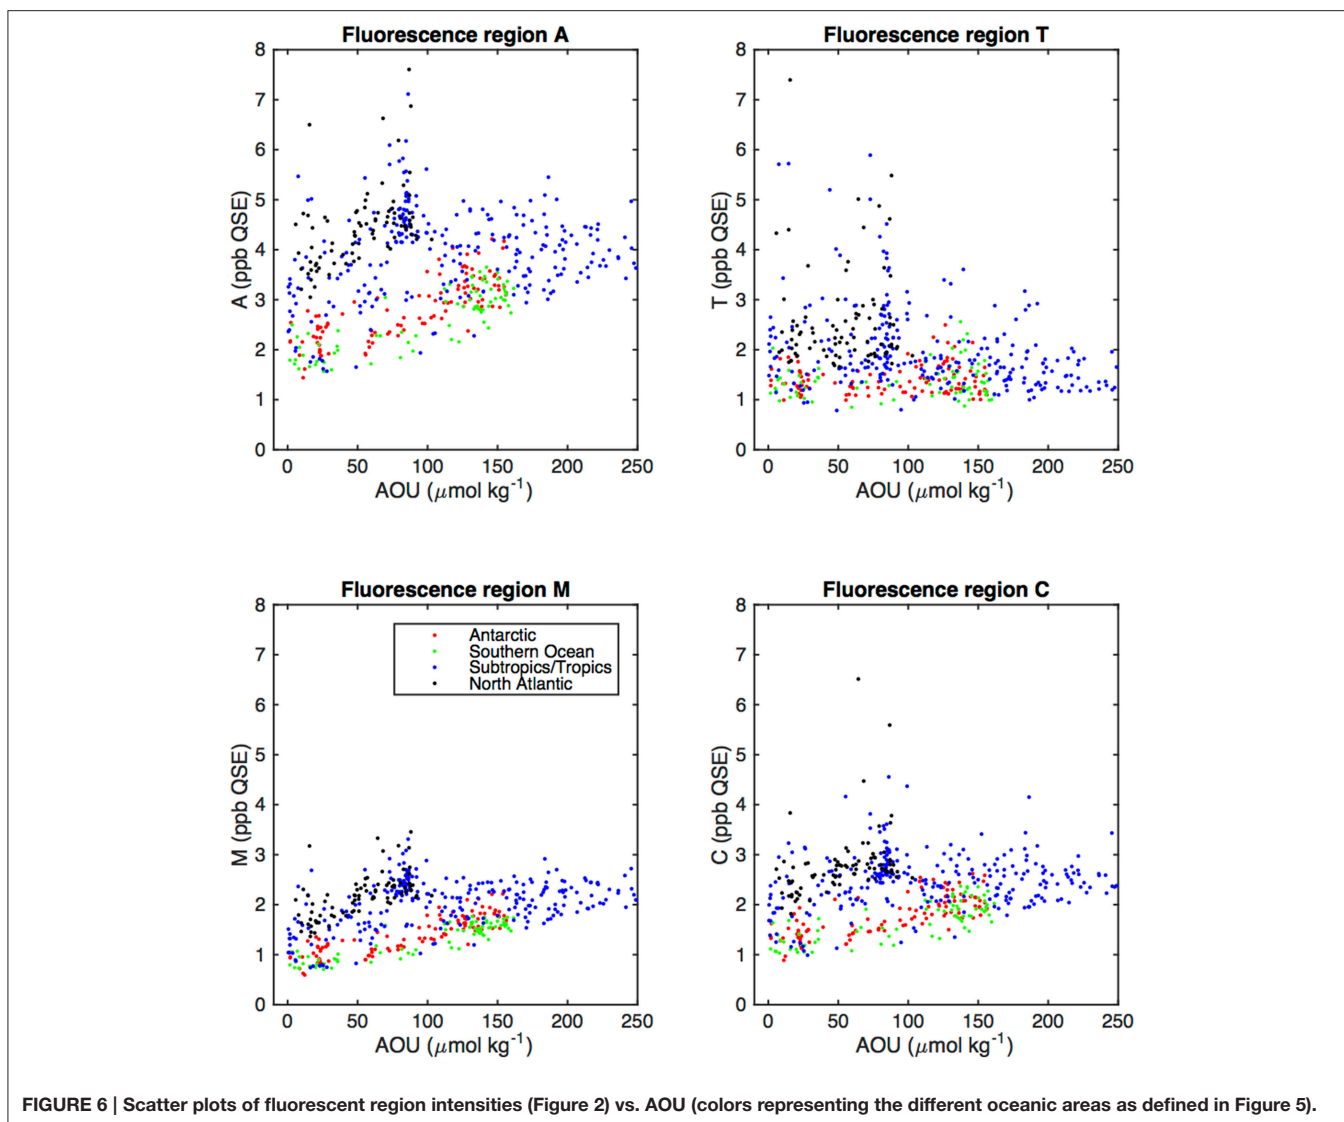 Fluorescence region A
8
7
6
5
4
3
2
1
0
A (ppb QSE)
0 50 100 150 200 250
AOU (μmol kg⁻¹)
Fluorescence region T
8
7
6
5
4
3
2
1
0
T (ppb QSE)
0 50 100 150 200 250
AOU (μmol kg⁻¹)
Fluorescence region M
8
7
6
5
4
3
2
1
0
M (ppb QSE)
Antarctic
Southern Ocean
Subtropics/Tropics
North Atlantic
0 50 100 150 200 250
AOU (μmol kg⁻¹)
Fluorescence region C
8
7
6
5
4
3
2
1
0
C (ppb QSE)
0 50 100 150 200 250
AOU (μmol kg⁻¹)
FIGURE 6 | Scatter plots of fluorescent region intensities (Figure 2) vs. AOU (colors representing the different oceanic areas as defined in Figure 5).